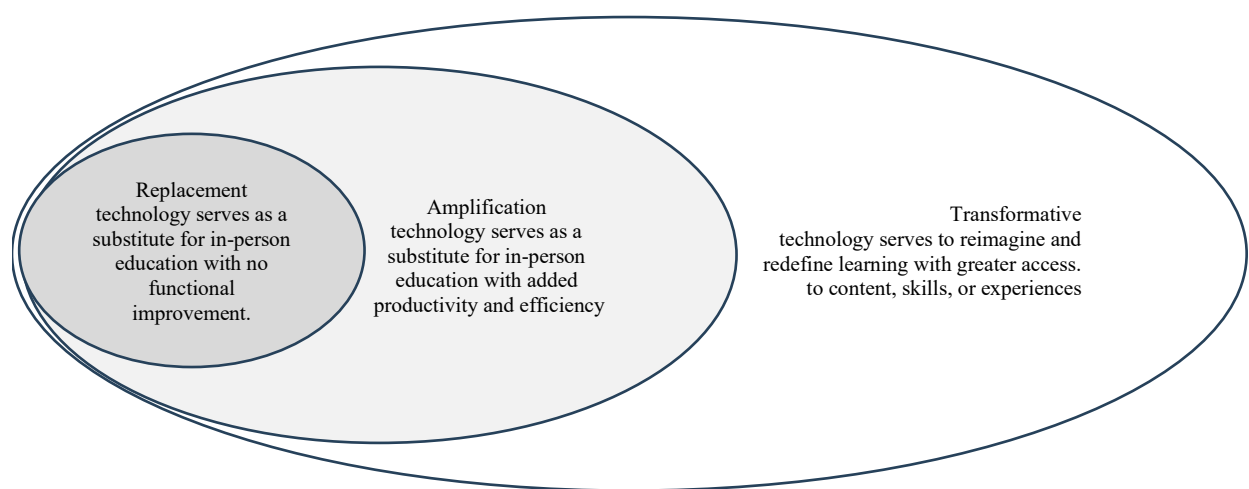 Replacement
technology serves as a
substitute for in-person
education with no
functional
improvement.
Amplification
technology serves as a
substitute for in-person
education with added
productivity and efficiency
Transformative
technology serves to reimagine and
redefine learning with greater access.
to content, skills, or experiences